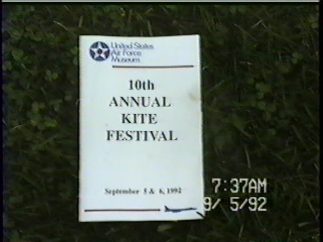 United States
Air Force
Museum
10th
ANNUAL
KITE
FESTIVAL
September 5 & 6, 1992
7:37AM
9/ 5/92